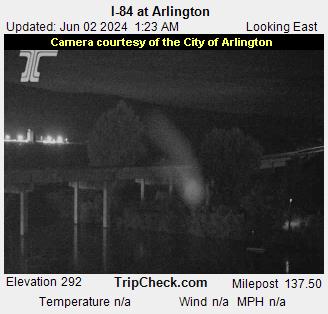 I-84 at Arlington
Updated: Jun 02 2024 1:23 AM Looking East
Camera courtesy of the City of Arlington
Elevation 292 TripCheck.com Milepost 137.50
Temperature n/a Wind n/a MPH n/a